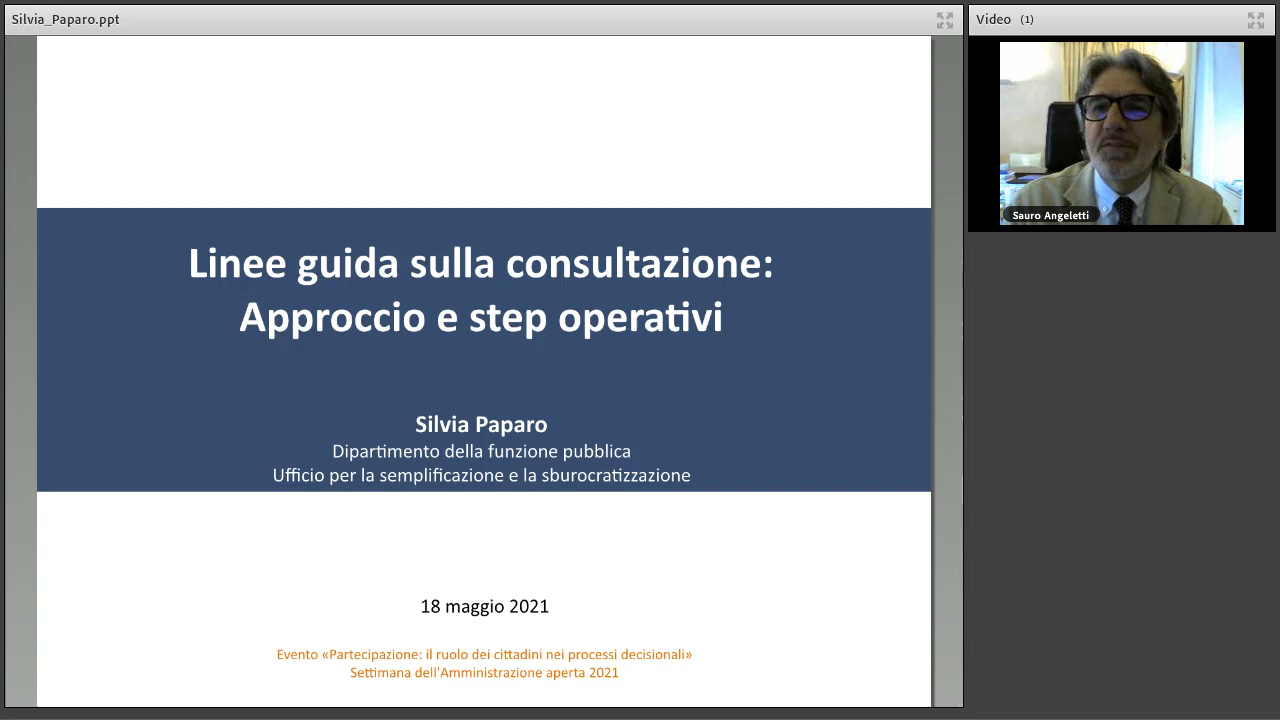 Silvia_Paparo.ppt
Video (1)
Sauro Angeletti
Linee guida sulla consultazione:
Approccio e step operativi
Silvia Paparo
Dipartimento della funzione pubblica
Ufficio per la semplificazione e la sburocratizzazione
18 maggio 2021
Evento «Partecipazione: il ruolo dei cittadini nei processi decisionali»
Settimana dell'Amministrazione aperta 2021